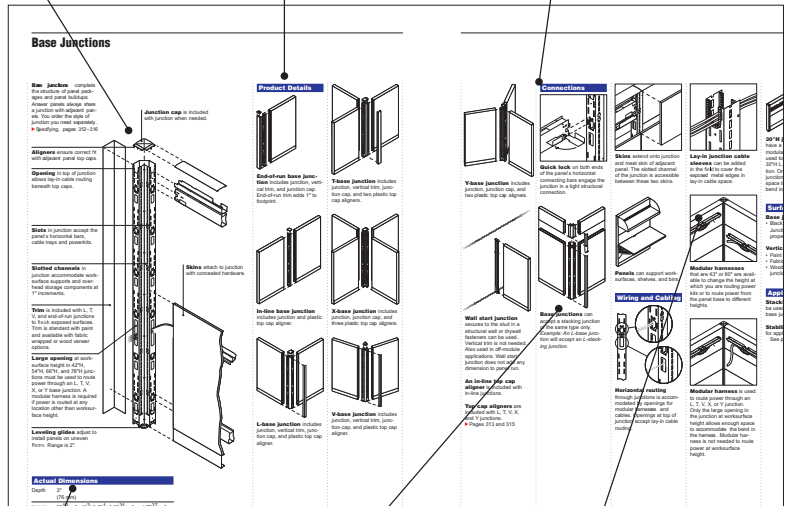 Base Junctions
Base junctions complete
the structure of panel pack-
ages and panel buildups.
Answer panels always share
a junction with adjacent pan-
els. You order the style of
junction you need separately.
▶ Specifying, pages 312–316
Junction cap is included
with junction when needed.
Aligners ensure correct fit
with adjacent panel top caps.
Opening in top of junction
allows lay-in cable routing
beneath top caps.
Slots in junction accept the
panel's horizontal bars,
cable trays and powerkits.
Slotted channels in
junction accommodate work-
surface supports and over-
head storage components at
1" increments.
Skins attach to junction
with concealed hardware.
Trim is included with L, T,
V, and end-of-run junctions
to finish exposed surfaces.
Trim is standard with paint
and available with fabric
wrapped or wood veneer
options.
Large opening at work-
surface height in 42"H,
54"H, 66"H, and 78"H junc-
tions must be used to route
power through an L, T, V,
X, or Y base junction. A
modular harness is required
if power is routed at any
location other than worksur-
face height.
Leveling glides adjust to
install panels on uneven
floors. Range is 2"
Actual Dimensions
Depth 3"
(76 mm)
Product Details
End-of-run base junc-
tion includes junction, verti-
cal trim, and junction cap.
End-of-run trim adds 1" to
footprint.
T-base junction includes
junction, vertical trim, junc-
tion cap, and two plastic top
cap aligners.
In-line base junction
includes junction and plastic
top cap aligner.
X-base junction includes
junction, junction cap, and
three plastic top cap aligners.
L-base junction includes
junction, vertical trim, junc-
tion cap, and plastic top cap
aligner.
V-base junction includes
junction, vertical trim, junc-
tion cap, and plastic top cap
aligner.
Y-base junction includes
junction, junction cap, and
two plastic top cap aligners.
Wall start junction
secures to the stud in a
structural wall or drywall
fasteners can be used.
Vertical trim is not needed.
Also used in off-module
applications. Wall start
junction does not add any
dimension to panel run.
An in-line top cap
aligner is included with
in-line junctions.
Top cap aligners are
included with L, T, V, X,
and Y junctions.
▶ Pages 313 and 315
Connections
Quick lock on both ends
of the panel's horizontal
connecting bars engage the
junction in a tight structural
connection.
Base junctions can
accept a stacking junction
of the same type only.
Example: An L-base junc-
tion will accept an L-stack-
ing junction.
Skins extend onto junction
and meet skin of adjacent
panel. The slotted channel
of the junction is accessible
between these two skins.
Panels can support work-
surfaces, shelves, and bins.
Wiring and Cabling
Horizontal routing
through junctions is accom-
modated by openings for
modular harnesses and
cables. Openings at top of
junction accept lay-in cable
routing.
Lay-in junction cable
sleeves can be added
in the field to cover the
exposed metal edges in
lay-in cable space.
Modular harnesses
that are 43" or 60" are avail-
able to change the height at
which you are routing power
kits or to route power from
the panel base to different
heights.
Modular harness is used
to route power through an
L, T, V, X, or Y junction.
Only the large opening in
the junction at worksurface
height allows enough space
to accommodate the bend in
the harness. Modular har-
ness is not needed to route
power at worksurface
height.